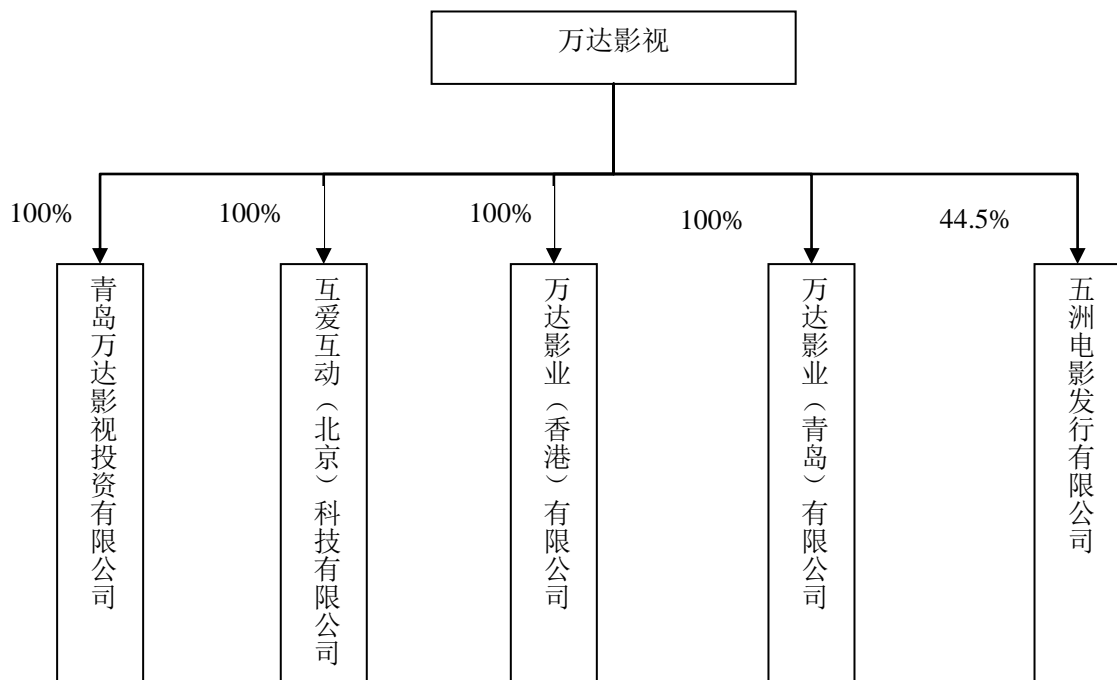 万达影视
100%
100%
100%
100%
44.5%
青岛万达影视投资有限公司
互爱互动（北京）科技有限公司
万达影业（香港）有限公司
万达影业（青岛）有限公司
五洲电影发行有限公司